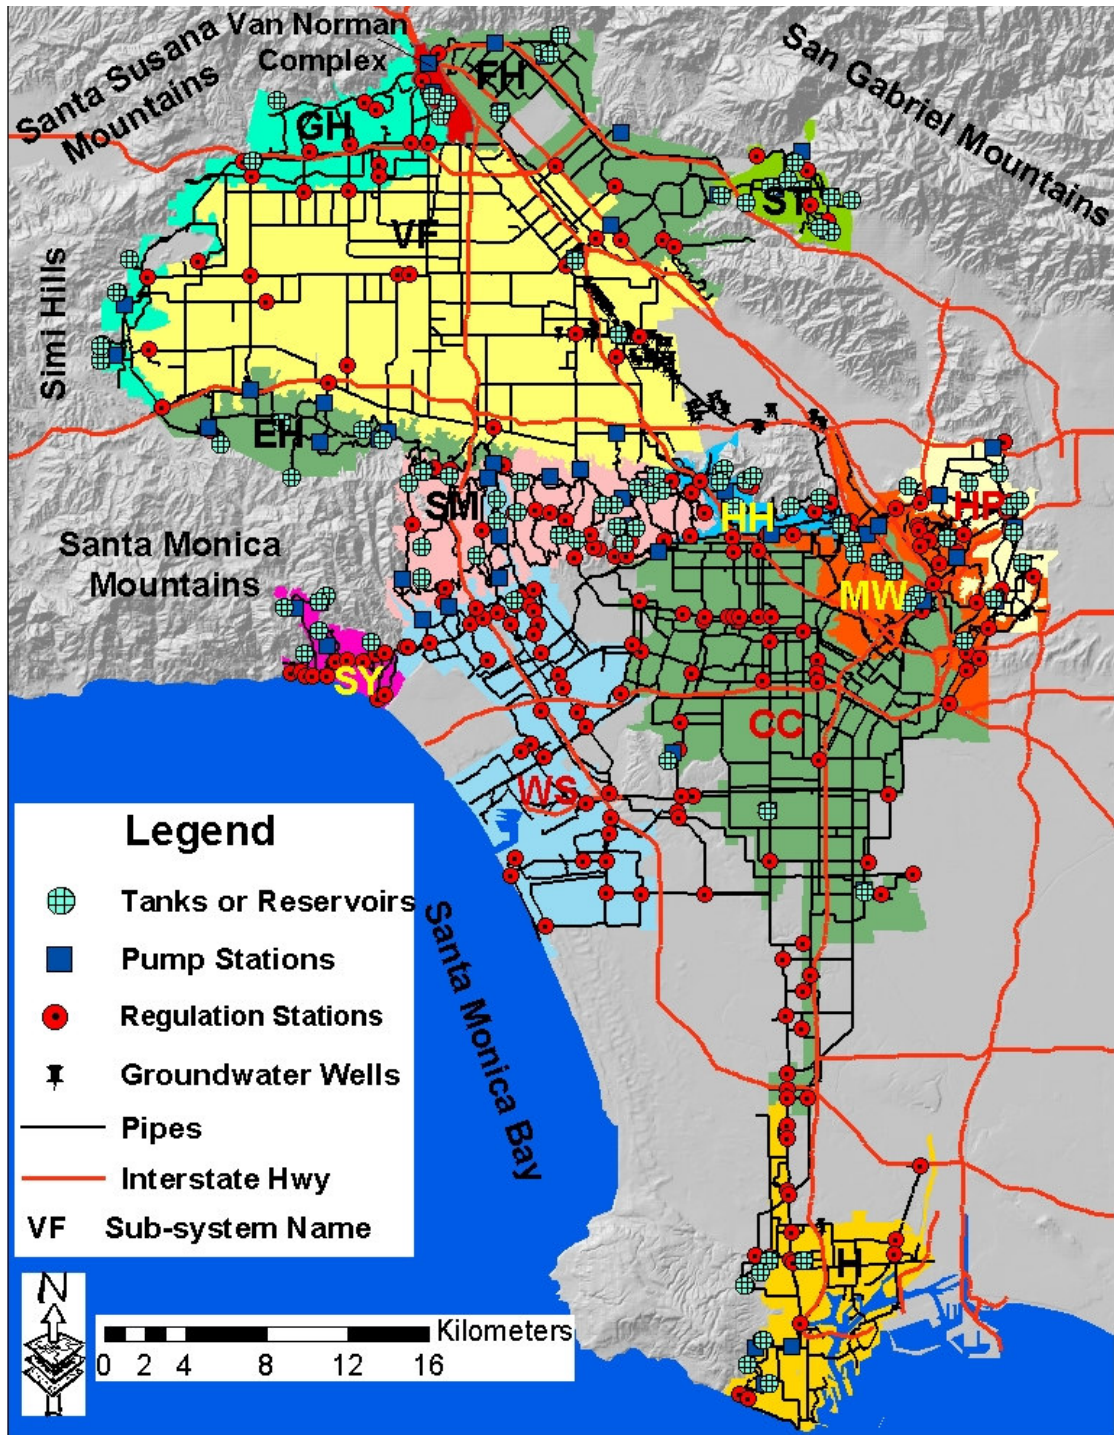 Van Norman
Complex
Santa Susana
Mountains
San Gabriel Mountains
FH
GH
ST
VF
Simi Hills
EH
SM
HH
HP
Santa Monica
Mountains
MW
SY
CC
WS
Legend
Tanks or Reservoirs
Pump Stations
Regulation Stations
Groundwater Wells
Pipes
Interstate Hwy
VF Sub-system Name
Santa Monica Bay
H
N
Kilometers
0 2 4 8 12 16